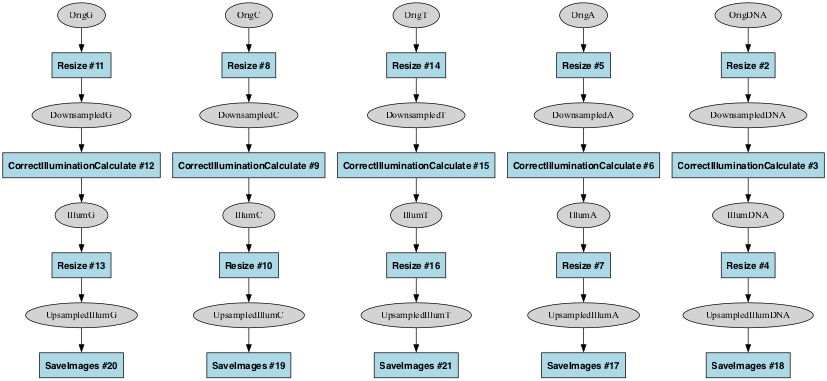 OrigG OrigC OrigT OrigA OrigDNA
Resize #11 Resize #8 Resize #14 Resize #5 Resize #2
DownsampledG DownsampledC DownsampledT DownsampledA DownsampledDNA
CorrectIlluminationCalculate #12 CorrectIlluminationCalculate #9 CorrectIlluminationCalculate #15 CorrectIlluminationCalculate #6 CorrectIlluminationCalculate #3
IllumG IllumC IllumT IllumA IllumDNA
Resize #13 Resize #10 Resize #16 Resize #7 Resize #4
UpsampledIllumG UpsampledIllumC UpsampledIllumT UpsampledIllumA UpsampledIllumDNA
SaveImages #20 SaveImages #19 SaveImages #21 SaveImages #17 SaveImages #18